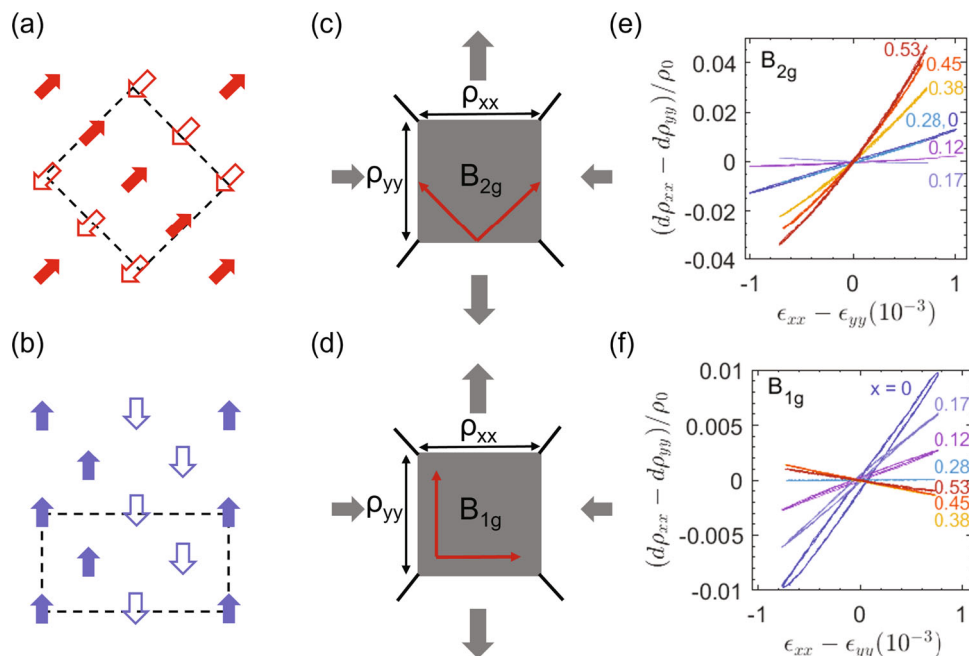 (a)
(b)
(c)
ρxx
ρyy
B2g
(d)
ρxx
ρyy
B1g
(e)
B2g
(dρxx − dρyy)/ρ0
0.04
0.02
0
-0.02
-0.04
0.53
0.45
0.38
0.28,0
0.12
0.17
-1
0
1
ϵxx − ϵyy(10⁻³)
(f)
B1g
(dρxx − dρyy)/ρ0
0.01
0.005
0
-0.005
-0.01
x = 0
0.17
0.12
0.28
0.53
0.45
0.38
-1
0
1
ϵxx − ϵyy(10⁻³)